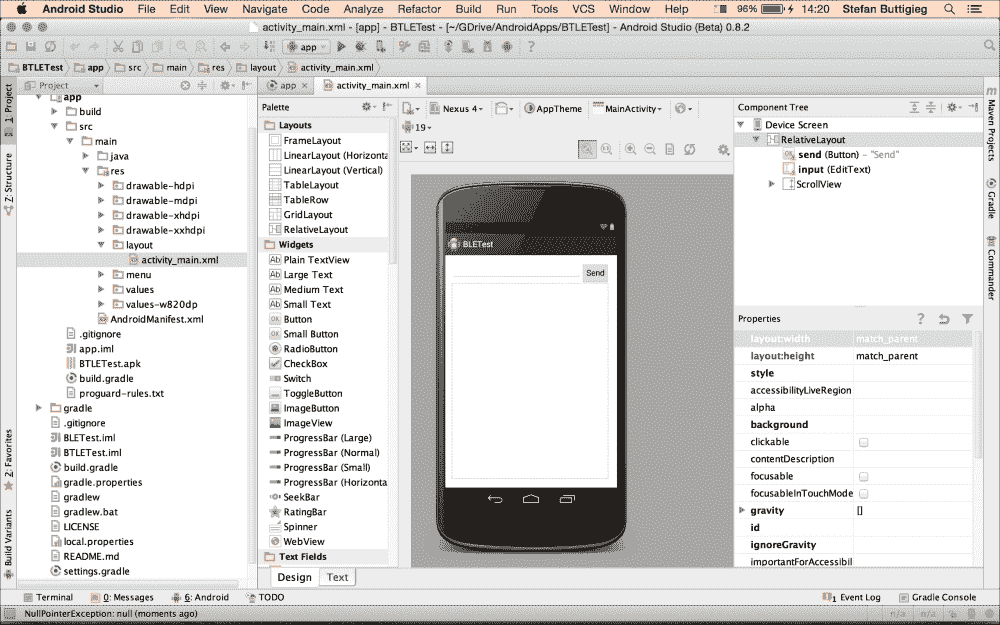 Android Studio File Edit View Navigate Code Analyze Refactor Build Run Tools VCS Window Help 96% 14:20 Stefan Buttigieg
activity_main.xml - [app] - BTLETest - [~/GDrive/AndroidApps/BTLETest] - Android Studio (Beta) 0.8.2
app
BTLETest app src main res layout activity_main.xml
Project
app
build
src
main
java
res
drawable-hdpi
drawable-mdpi
drawable-xhdpi
drawable-xxhdpi
layout
activity_main.xml
menu
values
values-w820dp
AndroidManifest.xml
.gitignore
app.iml
BTLETest.apk
build.gradle
proguard-rules.txt
gradle
.gitignore
BLETest.iml
BTLETest.iml
build.gradle
gradle.properties
gradlew
gradlew.bat
LICENSE
local.properties
README.md
settings.gradle
1: Project
Z: Structure
2: Favorites
Build Variants
app activity_main.xml
Palette
Layouts
FrameLayout
LinearLayout (Horizonta
LinearLayout (Vertical)
TableLayout
TableRow
GridLayout
RelativeLayout
Widgets
Ab Plain TextView
Ab Large Text
Ab Medium Text
Ab Small Text
OK Button
OK Small Button
RadioButton
CheckBox
Switch
ToggleButton
ImageButton
ImageView
ProgressBar (Large)
ProgressBar (Normal)
ProgressBar (Small)
ProgressBar (Horizonta
SeekBar
RatingBar
Spinner
WebView
Text Fields
Design Text
Nexus 4 AppTheme MainActivity
19
BLETest
Send
Component Tree
Device Screen
RelativeLayout
send (Button) - "Send"
input (EditText)
ScrollView
Properties
layout:width match_parent
layout:height match_parent
style
accessibilityLiveRegion
alpha
background
clickable
contentDescription
focusable
focusableInTouchMode
gravity []
id
ignoreGravity
importantForAccessibil
Maven Projects
Gradle
Commander
Terminal 0: Messages 6: Android TODO 1 Event Log Gradle Console
NullPointerException: null (moments ago) n/a n/a